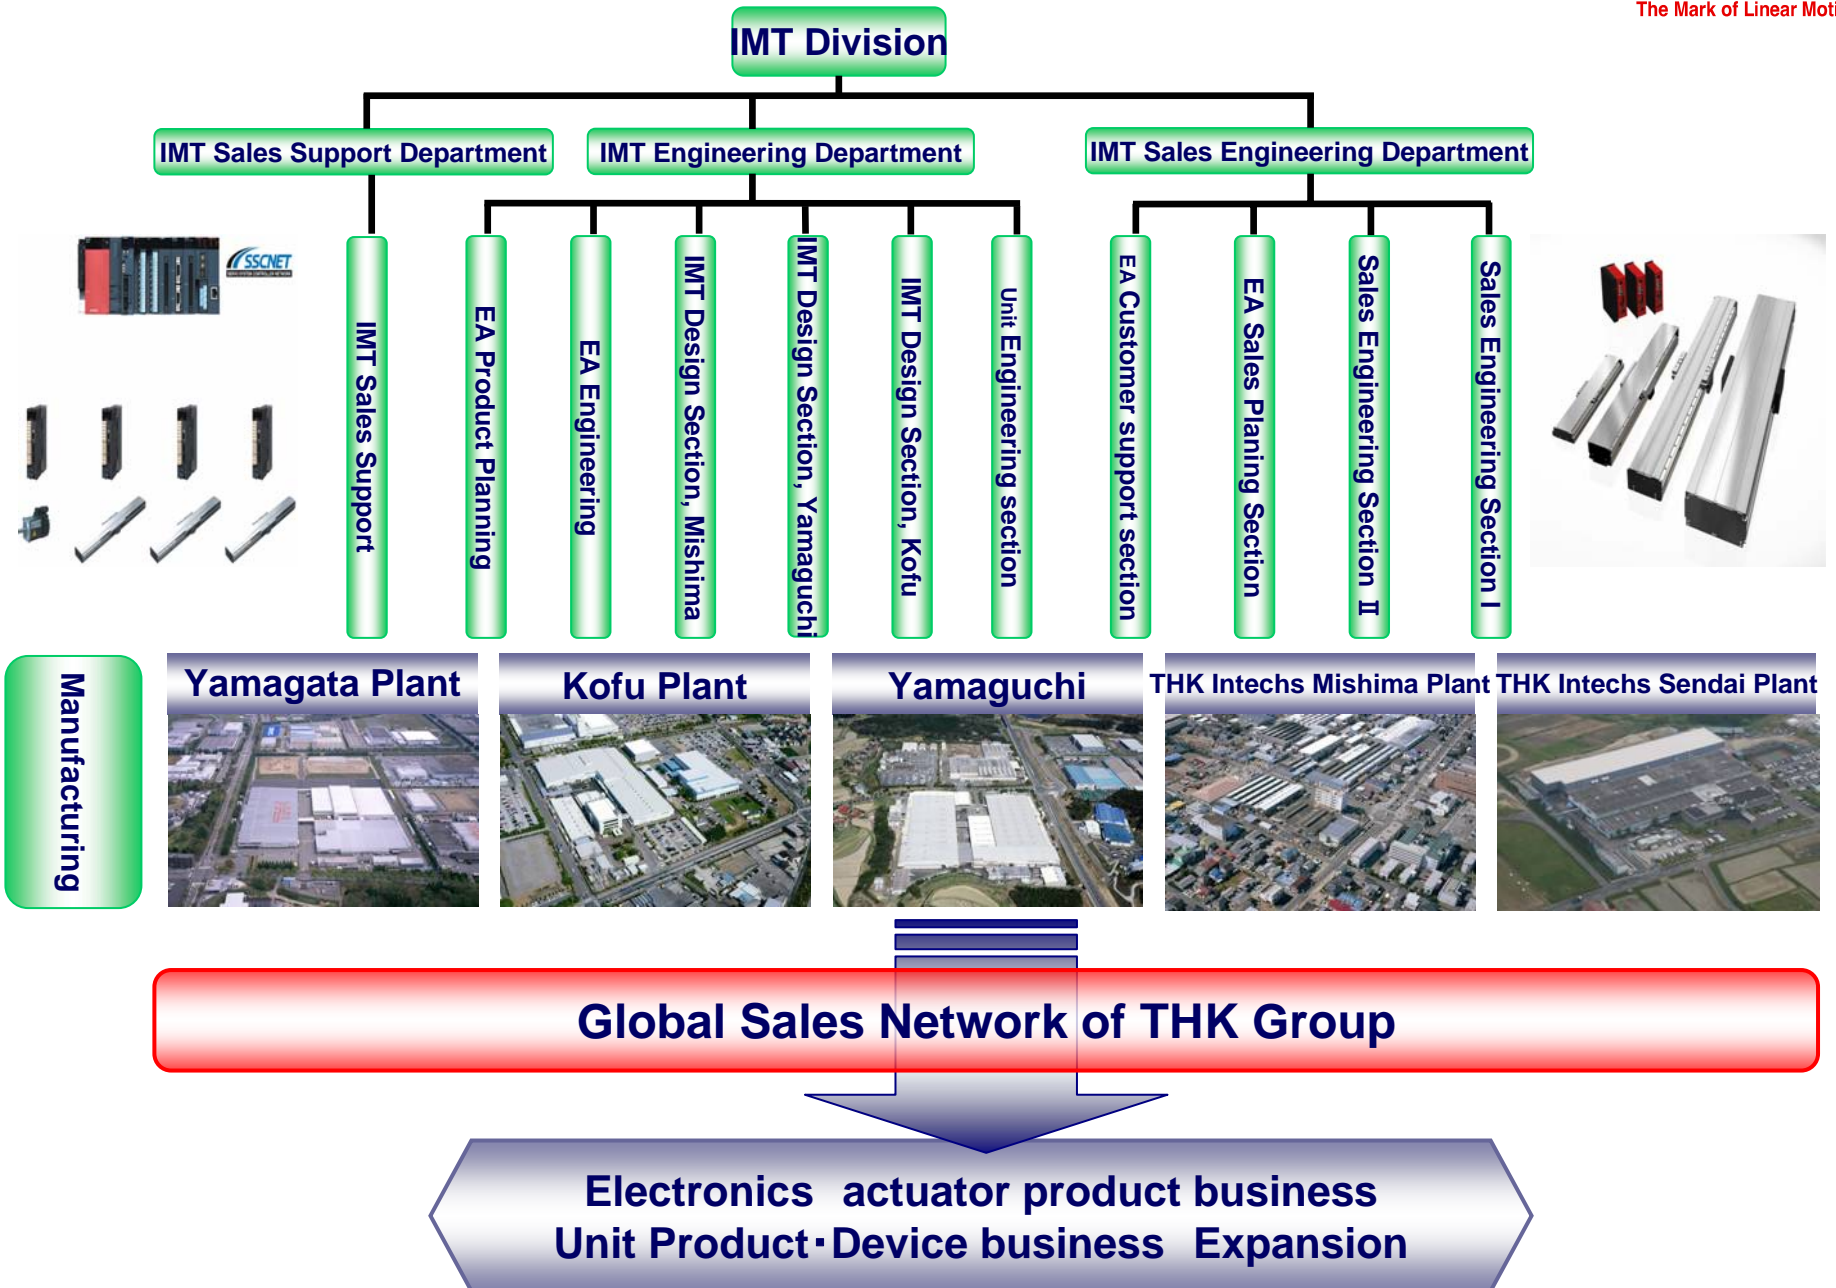 The Mark of Linear Moti
IMT Division
IMT Sales Support Department
IMT Engineering Department
IMT Sales Engineering Department
SSCNET
IMT Sales Support
EA Product Planning
EA Engineering
IMT Design Section, Mishima
IMT Design Section, Yamaguchi
IMT Design Section, Kofu
Unit Engineering section
EA Customer support section
EA Sales Planing Section
Sales Engineering Section Ⅱ
Sales Engineering Section I
Manufacturing
Yamagata Plant
Kofu Plant
Yamaguchi
THK Intechs Mishima Plant
THK Intechs Sendai Plant
Global Sales Network of THK Group
Electronics actuator product business
Unit Product･Device business Expansion